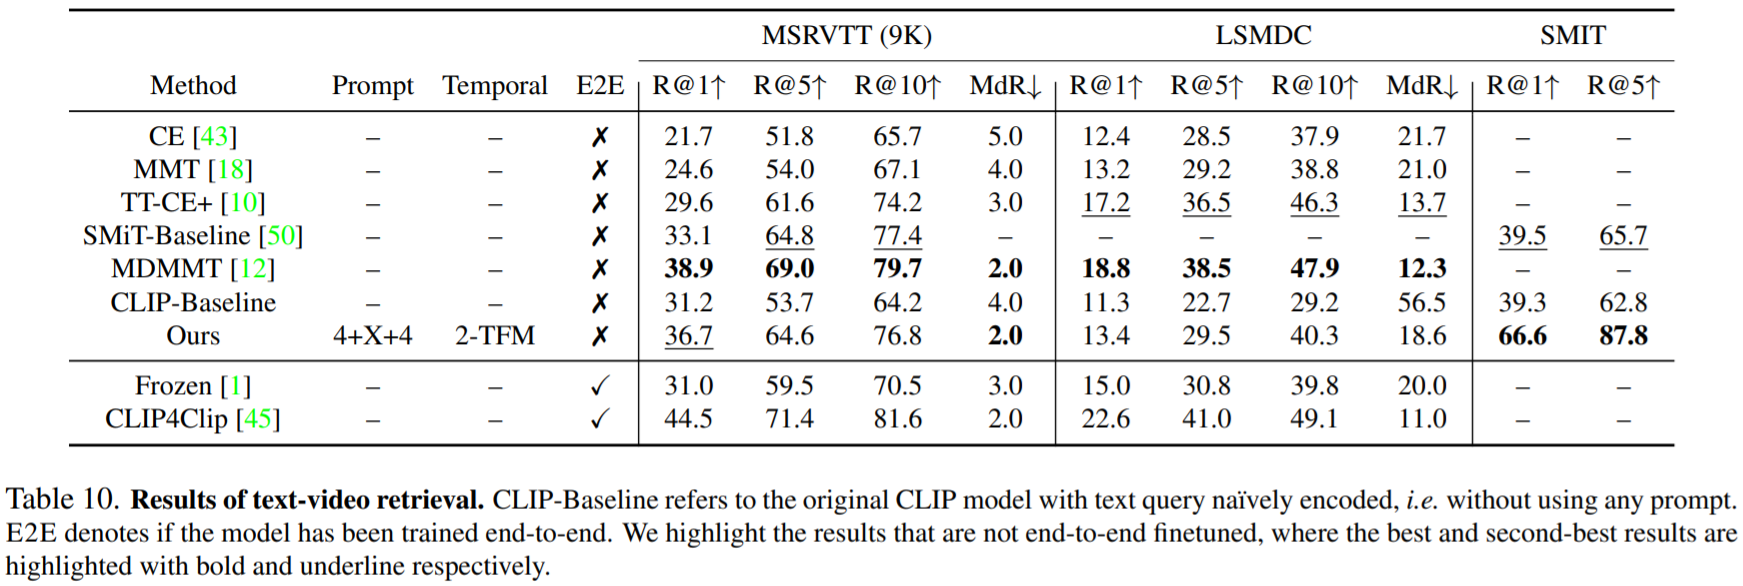 MSRVTT (9K) LSMDC SMIT
Method Prompt Temporal E2E R@1↑ R@5↑ R@10↑ MdR↓ R@1↑ R@5↑ R@10↑ MdR↓ R@1↑ R@5↑
CE [43] – – ✗ 21.7 51.8 65.7 5.0 12.4 28.5 37.9 21.7 – –
MMT [18] – – ✗ 24.6 54.0 67.1 4.0 13.2 29.2 38.8 21.0 – –
TT-CE+ [10] – – ✗ 29.6 61.6 74.2 3.0 17.2 36.5 46.3 13.7 – –
SMiT-Baseline [50] – – ✗ 33.1 64.8 77.4 – – – – – 39.5 65.7
MDMMT [12] – – ✗ 38.9 69.0 79.7 2.0 18.8 38.5 47.9 12.3 – –
CLIP-Baseline – – ✗ 31.2 53.7 64.2 4.0 11.3 22.7 29.2 56.5 39.3 62.8
Ours 4+X+4 2-TFM ✗ 36.7 64.6 76.8 2.0 13.4 29.5 40.3 18.6 66.6 87.8
Frozen [1] – – ✓ 31.0 59.5 70.5 3.0 15.0 30.8 39.8 20.0 – –
CLIP4Clip [45] – – ✓ 44.5 71.4 81.6 2.0 22.6 41.0 49.1 11.0 – –
Table 10. Results of text-video retrieval. CLIP-Baseline refers to the original CLIP model with text query naïvely encoded, i.e. without using any prompt.
E2E denotes if the model has been trained end-to-end. We highlight the results that are not end-to-end finetuned, where the best and second-best results are
highlighted with bold and underline respectively.